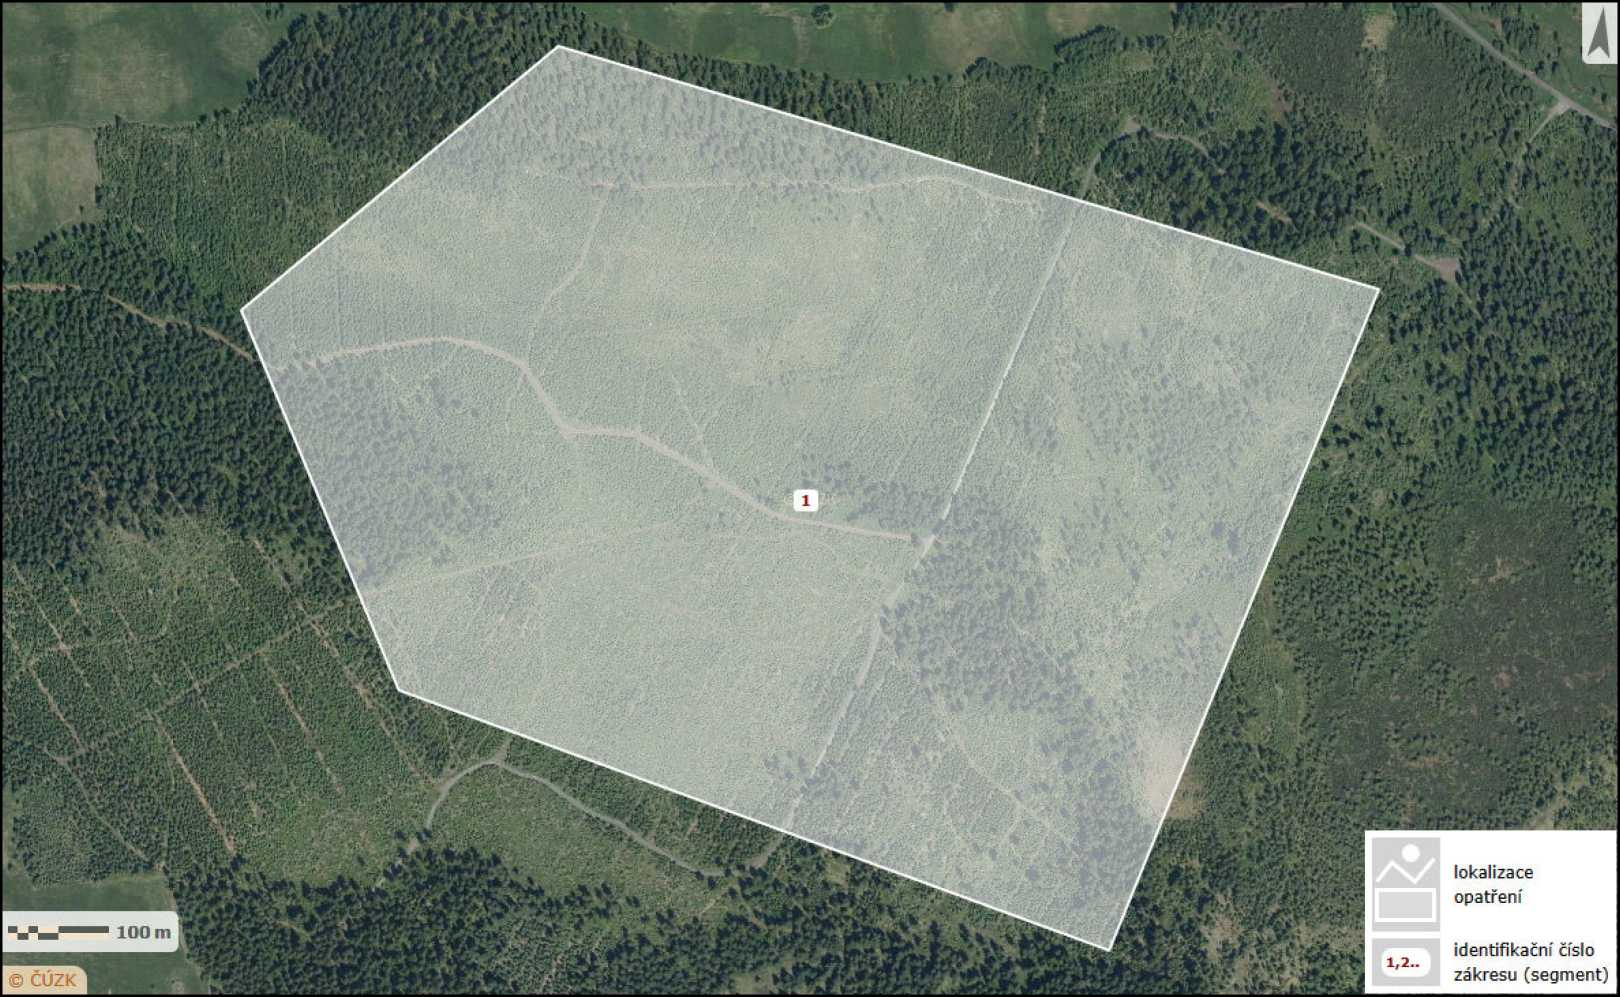 1
lokalizace
opatření
1,2..
identifikační číslo
zákresu (segment)
100 m
© ČÚZK